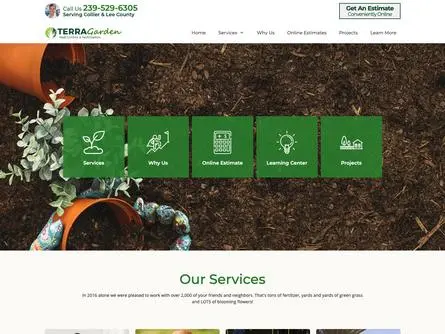 Call Us 239-529-6305
Serving Collier & Lee County
Get An Estimate
Conveniently Online
TERRAGarden
Home
Services
Why Us
Online Estimates
Projects
Learn More
Services
Why Us
Online Estimate
Learning Center
Projects
Our Services
In 2016 alone we were pleased to work with over 2,000 of your friends and neighbors. That's tons of fertilizer, yards and yards of green grass
and LOTS of blooming flowers!